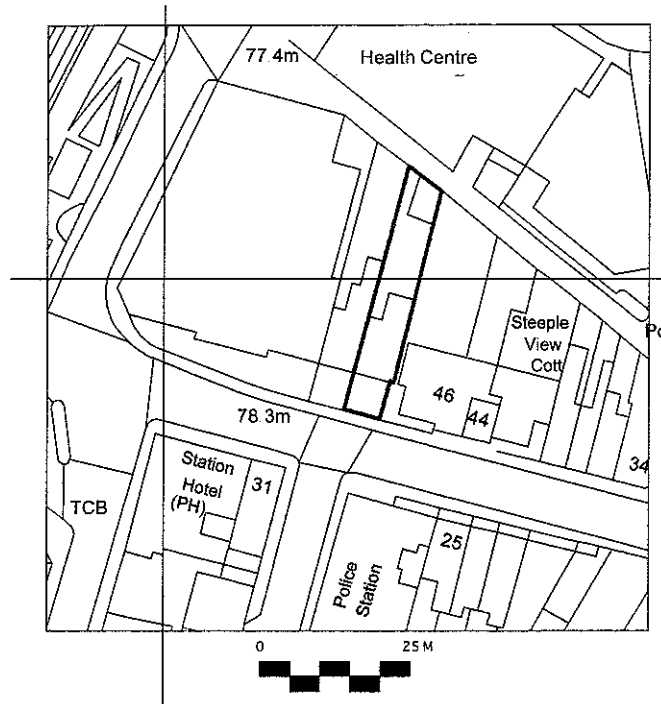 77.4m
Health Centre
Steeple
View
Cott
Po
46
44
34
78.3m
Station
Hotel
(PH)
31
TCB
Police
Station
25
0 25 M